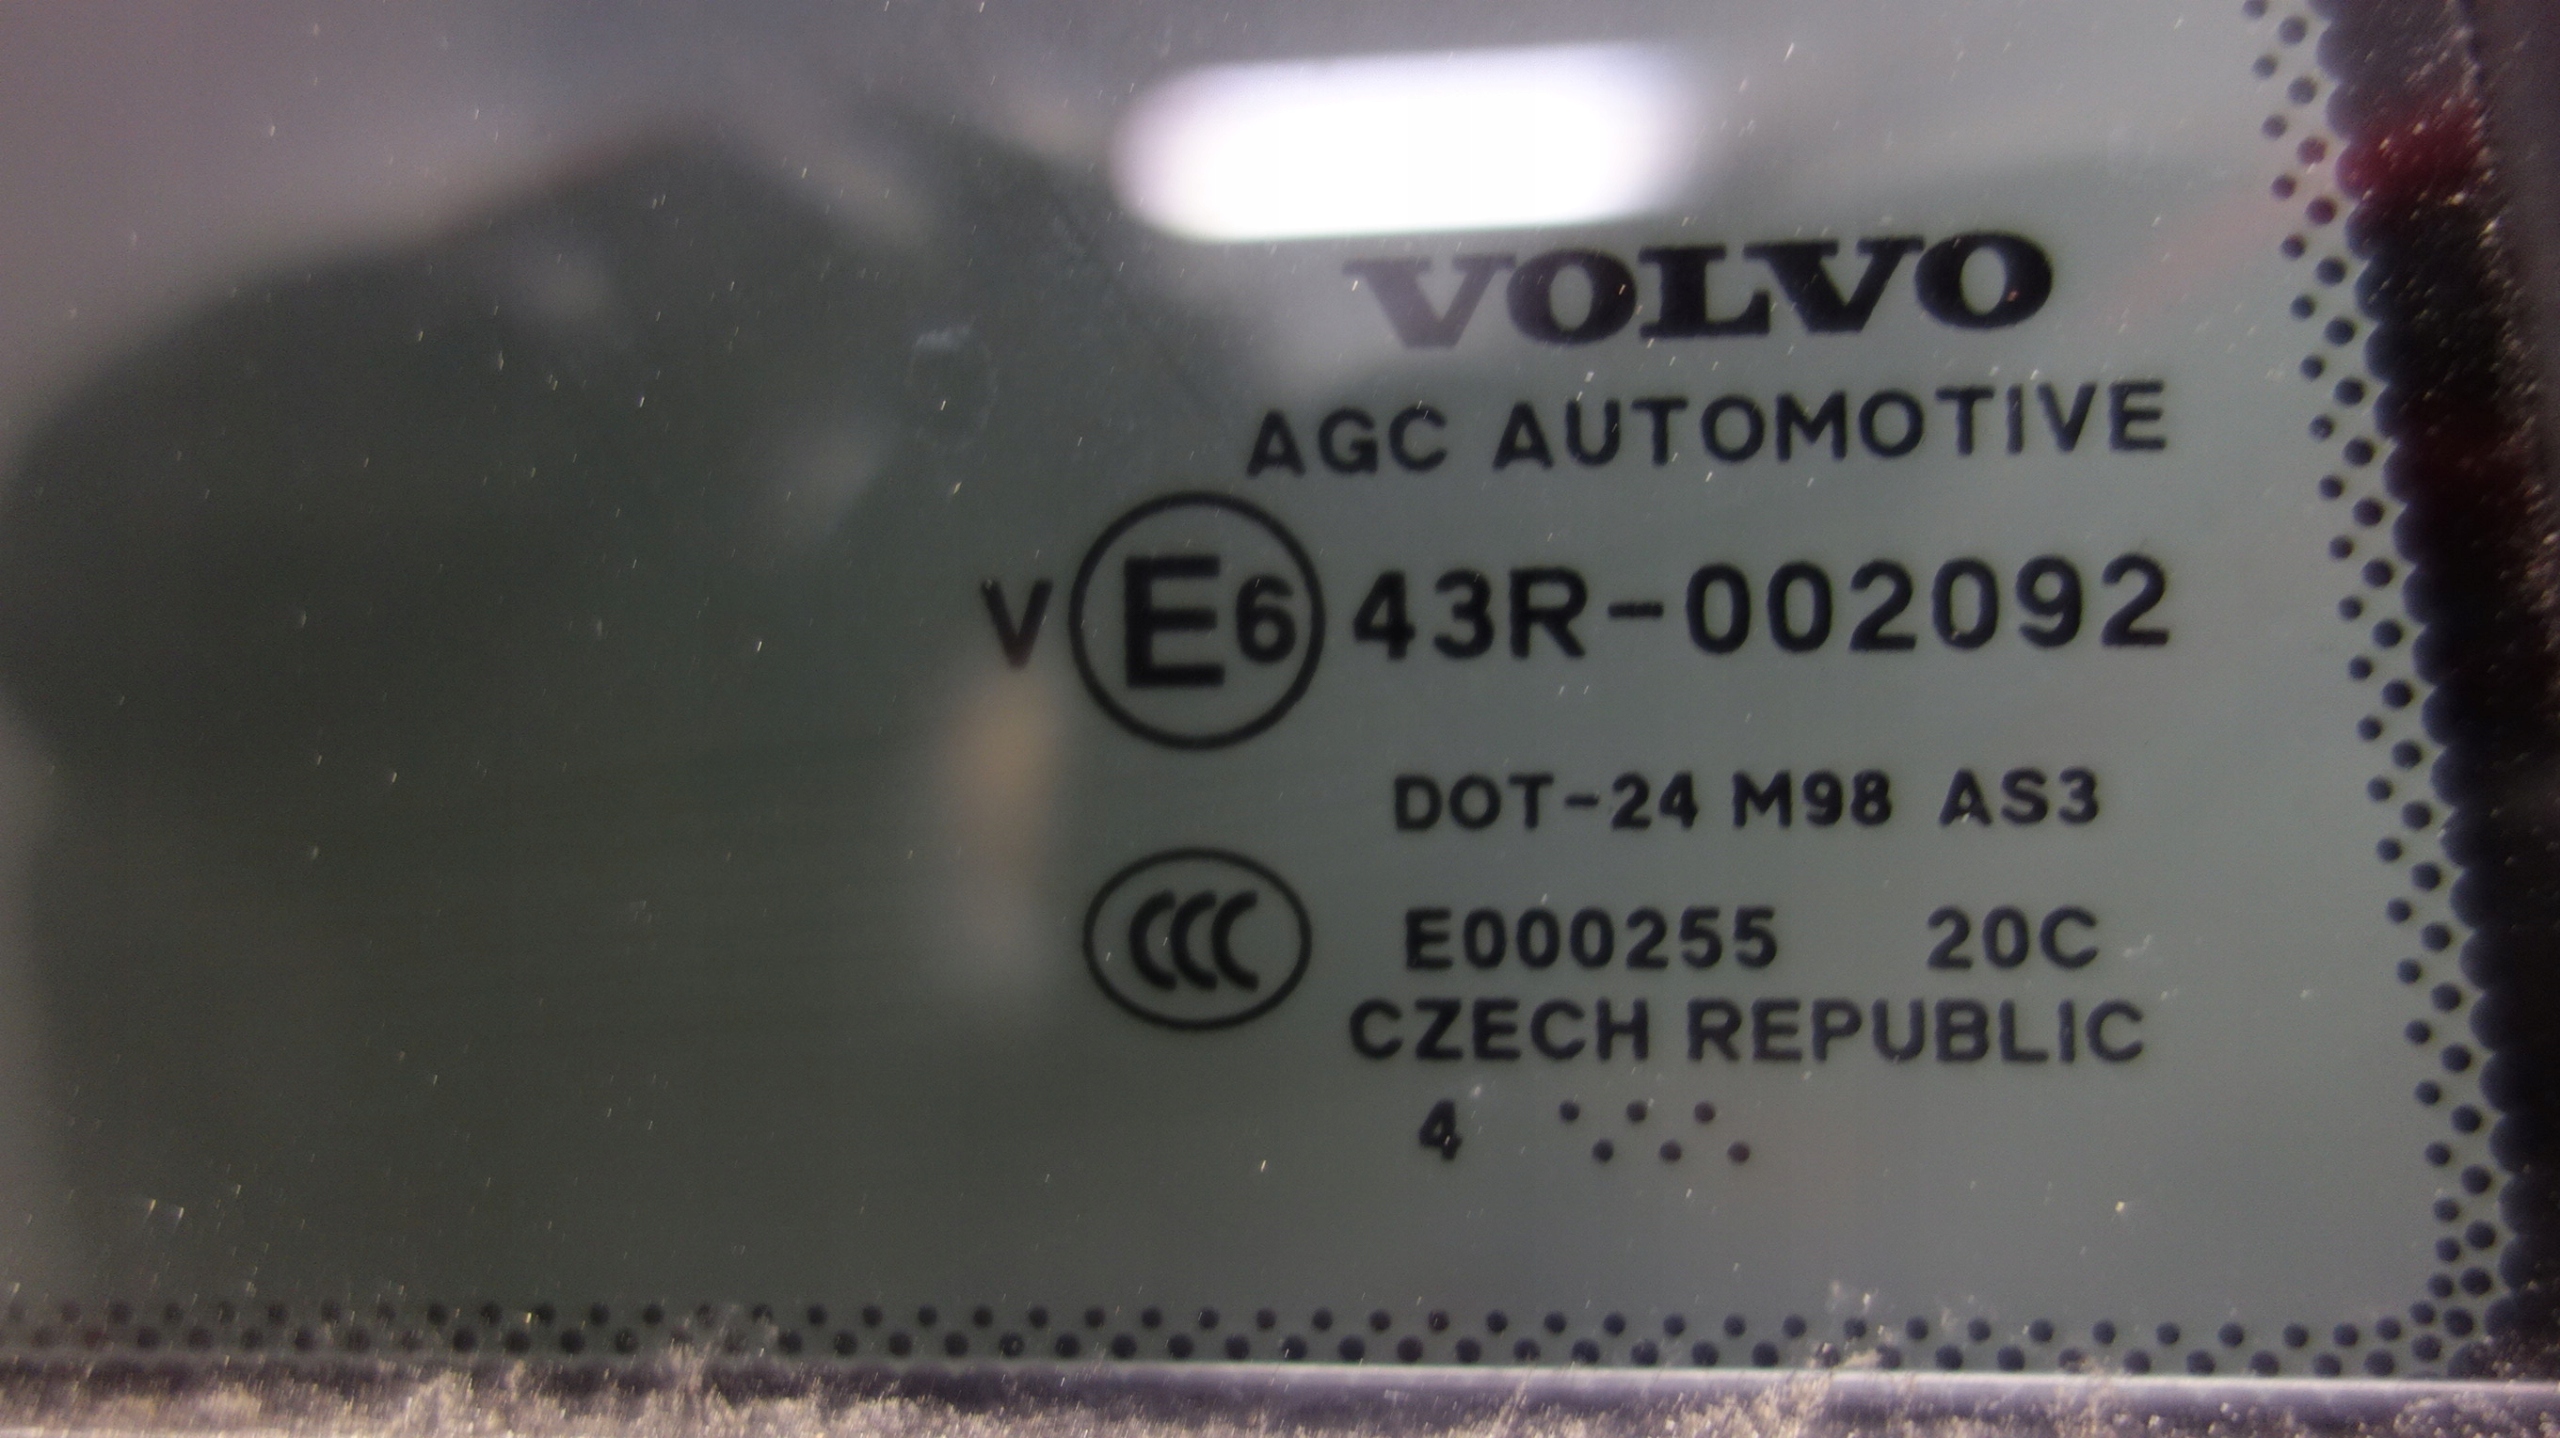 VOLVO
AGC AUTOMOTIVE
V E6 43R-002092
DOT-24 M98 AS3
CCC E000255 20C
CZECH REPUBLIC
4